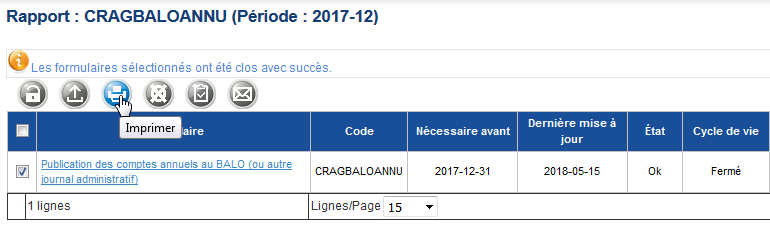 Rapport : CRAGBALOANNU (Période : 2017-12)
Les formulaires sélectionnés ont été clos avec succès.
Imprimer
laire Code Nécessaire avant Dernière mise à jour État Cycle de vie
Publication des comptes annuels au BALO (ou autre
journal administratif) CRAGBALOANNU 2017-12-31 2018-05-15 Ok Fermé
1 lignes Lignes/Page 15